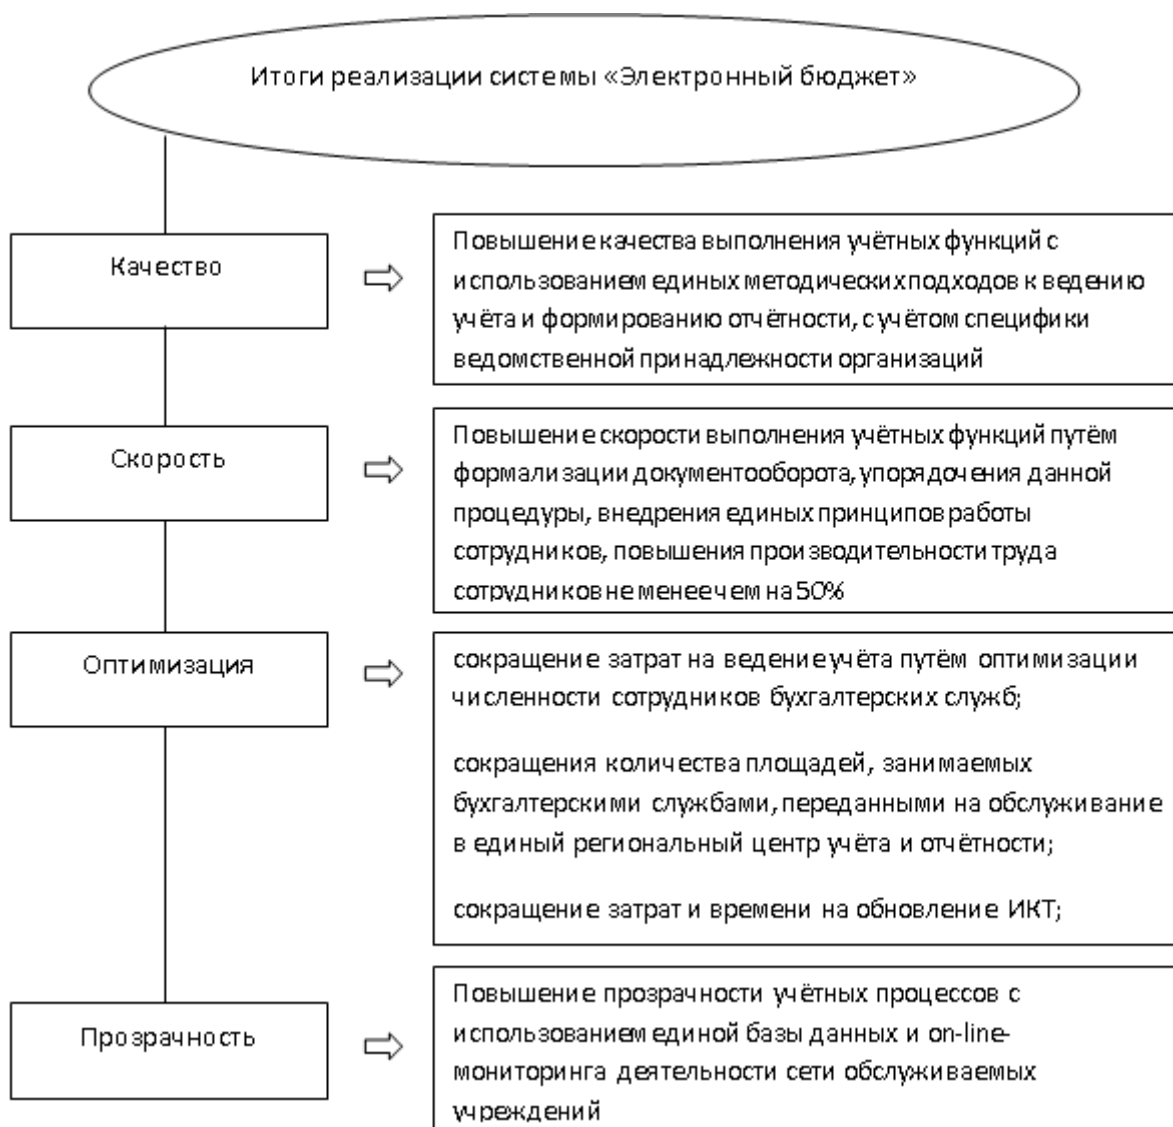 Итоги реализации системы «Электронный бюджет»
Качество
Повышение качества выполнения учётных функций с
использованием единых методических подходов к ведению
учёта и формированию отчётности, с учётом специфики
ведомственной принадлежности организаций
Скорость
Повышение скорости выполнения учётных функций путём
формализации документооборота, упорядочения данной
процедуры, внедрения единых принципов работы
сотрудников, повышения производительности труда
сотрудников не менее чем на 50%
Оптимизация
сокращение затрат на ведение учёта путём оптимизации
численности сотрудников бухгалтерских служб;
сокращения количества площадей, занимаемых
бухгалтерскими службами, переданными на обслуживание
в единый региональный центр учёта и отчётности;
сокращение затрат и времени на обновление ИКТ;
Прозрачность
Повышение прозрачности учётных процессов с
использованием единой базы данных и on-line-
мониторинга деятельности сети обслуживаемых
учреждений